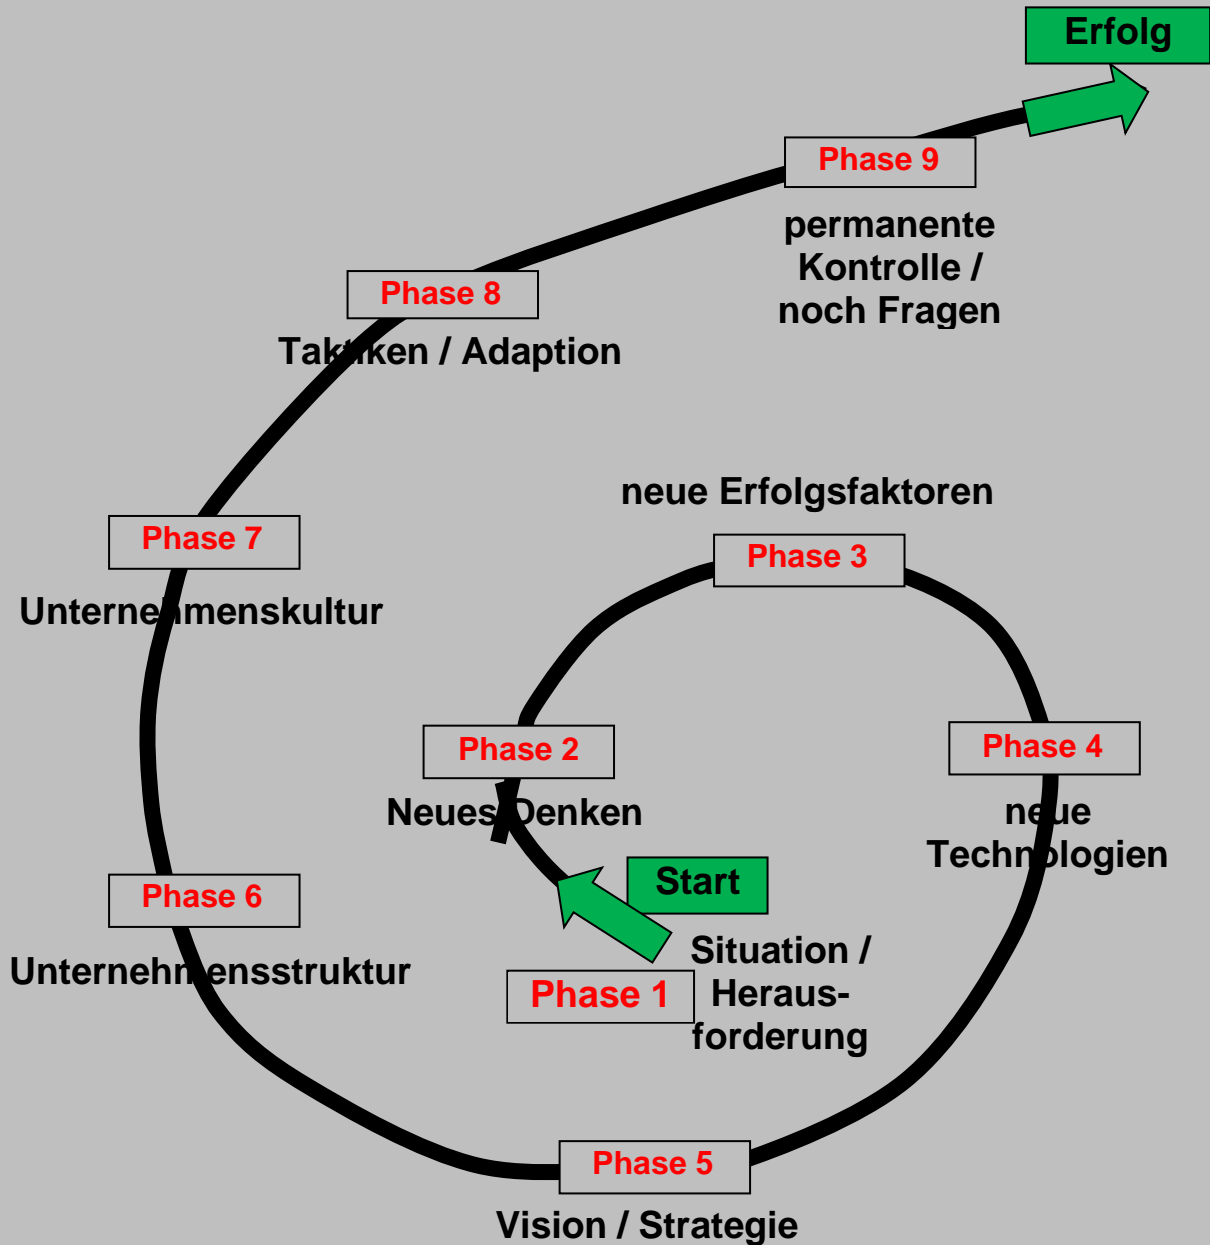 Erfolg
Phase 9
permanente
Kontrolle /
noch Fragen
Phase 8
Taktiken / Adaption
neue Erfolgsfaktoren
Phase 3
Phase 7
Unternehmenskultur
Phase 2
Neues Denken
Phase 4
neue
Technologien
Start
Phase 6
Unternehmensstruktur
Situation /
Heraus-
forderung
Phase 1
Phase 5
Vision / Strategie